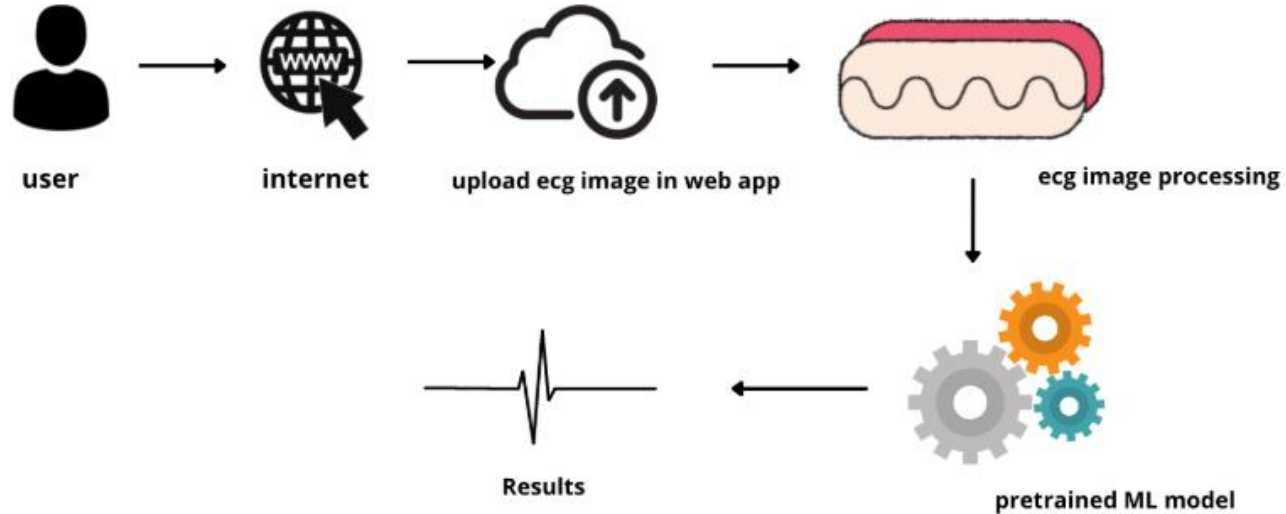 WWW
user
internet
upload ecg image in web app
ecg image processing
Results
pretrained ML model